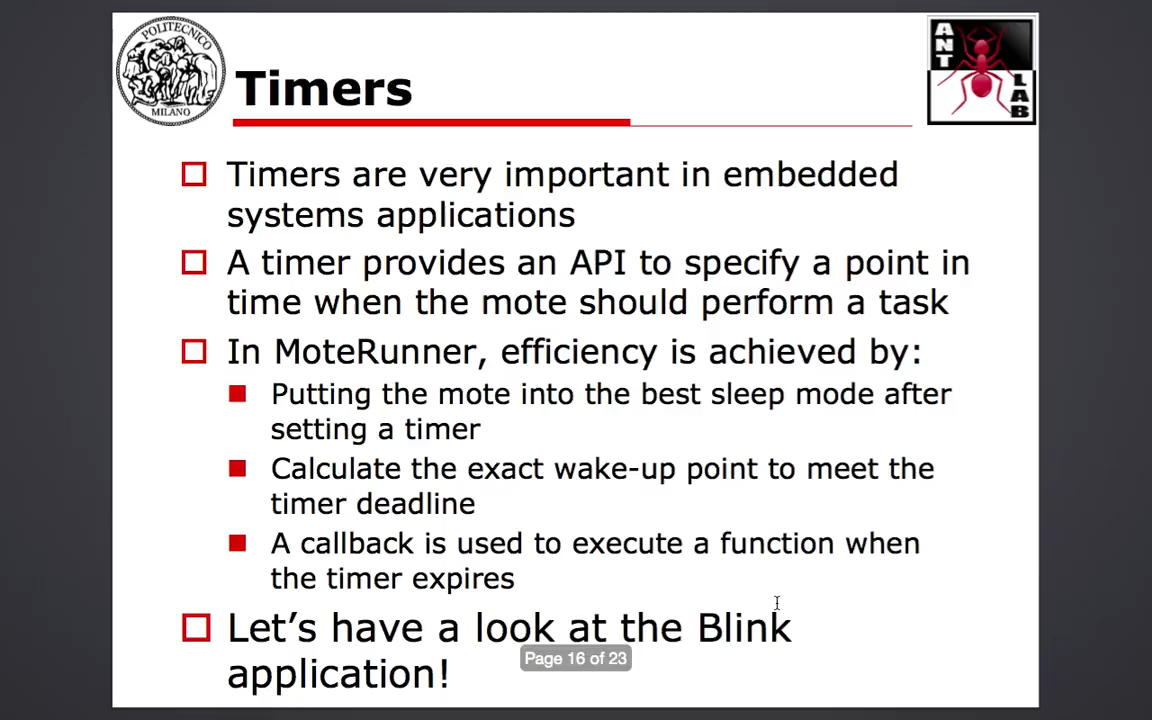 POLITECNICO
MILANO
Timers
ANT
LAB
Timers are very important in embedded
systems applications
A timer provides an API to specify a point in
time when the mote should perform a task
In MoteRunner, efficiency is achieved by:
Putting the mote into the best sleep mode after
setting a timer
Calculate the exact wake-up point to meet the
timer deadline
A callback is used to execute a function when
the timer expires
Let’s have a look at the Blink
application!
Page 16 of 23